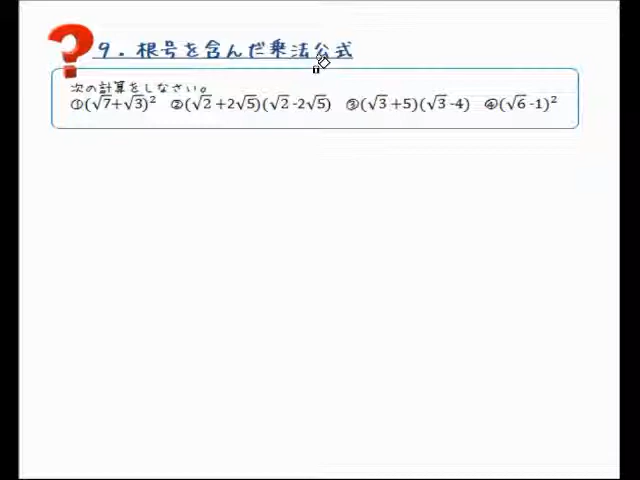 9．根号を含んだ乗法公式
次の計算をしなさい。
①(√7+√3)² ②(√2+2√5)(√2-2√5) ③(√3+5)(√3-4) ④(√6-1)²